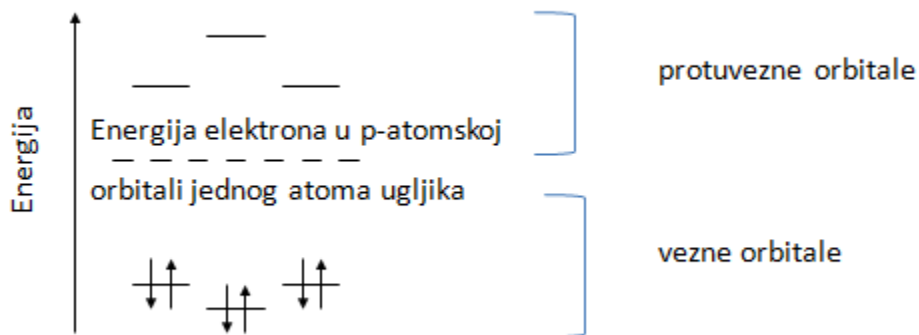 Energija
protuvezne orbitale
Energija elektrona u p-atomskoj
orbitali jednog atoma ugljika
vezne orbitale